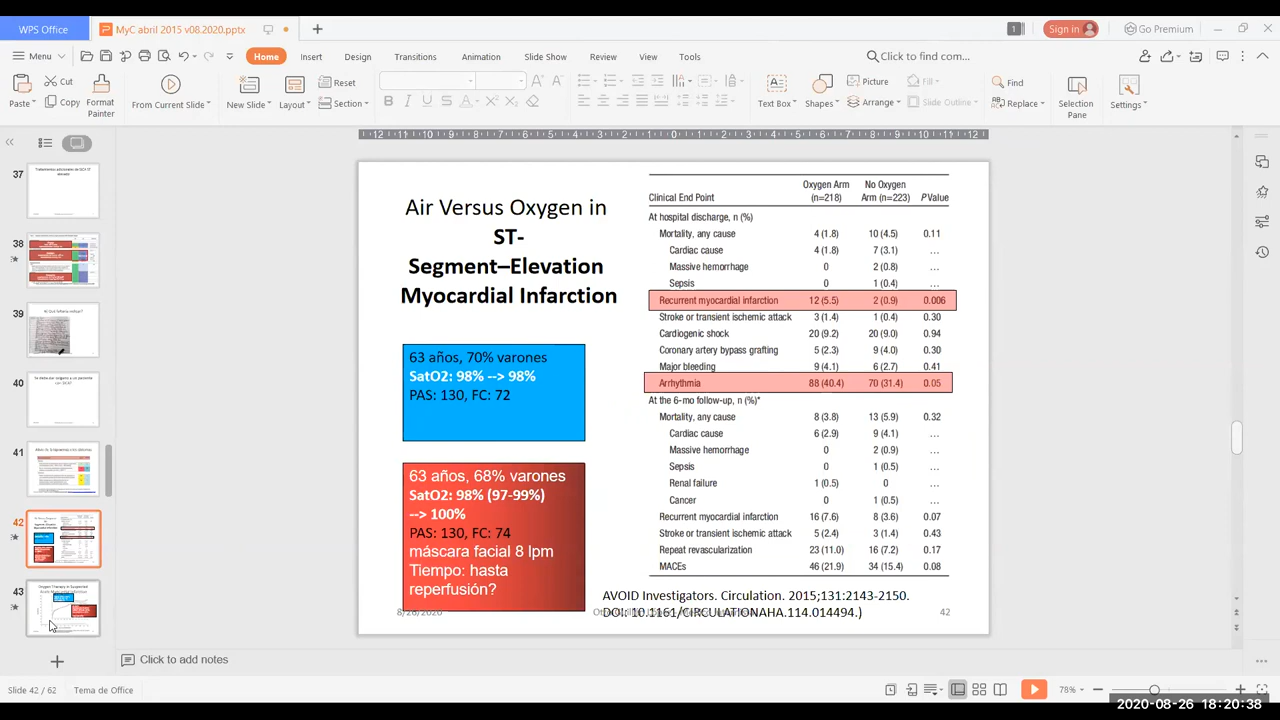 WPS Office
MyC abril 2015 v08.2020.pptx
1
Sign in
Go Premium
Menu
Home
Insert
Design
Transitions
Animation
Slide Show
Review
View
Tools
Click to find com...
Paste
Cut
Copy
Format Painter
From Current Slide
New Slide
Layout
Reset
Section
Text Box
Shapes
Picture
Fill
Arrange
Slide Outline
Find
Replace
Selection Pane
Settings
37
38
39
40
41
42
43
Air Versus Oxygen in
ST-
Segment–Elevation
Myocardial Infarction
63 años, 70% varones
SatO2: 98% --> 98%
PAS: 130, FC: 72
63 años, 68% varones
SatO2: 98% (97-99%)
--> 100%
PAS: 130, FC: 74
máscara facial 8 lpm
Tiempo: hasta
reperfusión?
Clinical End Point Oxygen Arm (n=218) No Oxygen Arm (n=223) P Value
At hospital discharge, n (%)
Mortality, any cause 4 (1.8) 10 (4.5) 0.11
Cardiac cause 4 (1.8) 7 (3.1) …
Massive hemorrhage 0 2 (0.8) …
Sepsis 0 1 (0.4) …
Recurrent myocardial infarction 12 (5.5) 2 (0.9) 0.006
Stroke or transient ischemic attack 3 (1.4) 1 (0.4) 0.30
Cardiogenic shock 20 (9.2) 20 (9.0) 0.94
Coronary artery bypass grafting 5 (2.3) 9 (4.0) 0.30
Major bleeding 9 (4.1) 6 (2.7) 0.41
Arrhythmia 88 (40.4) 70 (31.4) 0.05
At the 6-mo follow-up, n (%)*
Mortality, any cause 8 (3.8) 13 (5.9) 0.32
Cardiac cause 6 (2.9) 9 (4.1) …
Massive hemorrhage 0 2 (0.9) …
Sepsis 0 1 (0.5) …
Renal failure 1 (0.5) 0 …
Cancer 0 1 (0.5) …
Recurrent myocardial infarction 16 (7.6) 8 (3.6) 0.07
Stroke or transient ischemic attack 5 (2.4) 3 (1.4) 0.43
Repeat revascularization 23 (11.0) 16 (7.2) 0.17
MACEs 46 (21.9) 34 (15.4) 0.08
AVOID Investigators. Circulation. 2015;131:2143-2150.
DOI: 10.1161/CIRCULATIONAHA.114.014494.)
8/26/2020
42
Click to add notes
Slide 42 / 62
Tema de Office
78%
2020-08-26 18:20:38